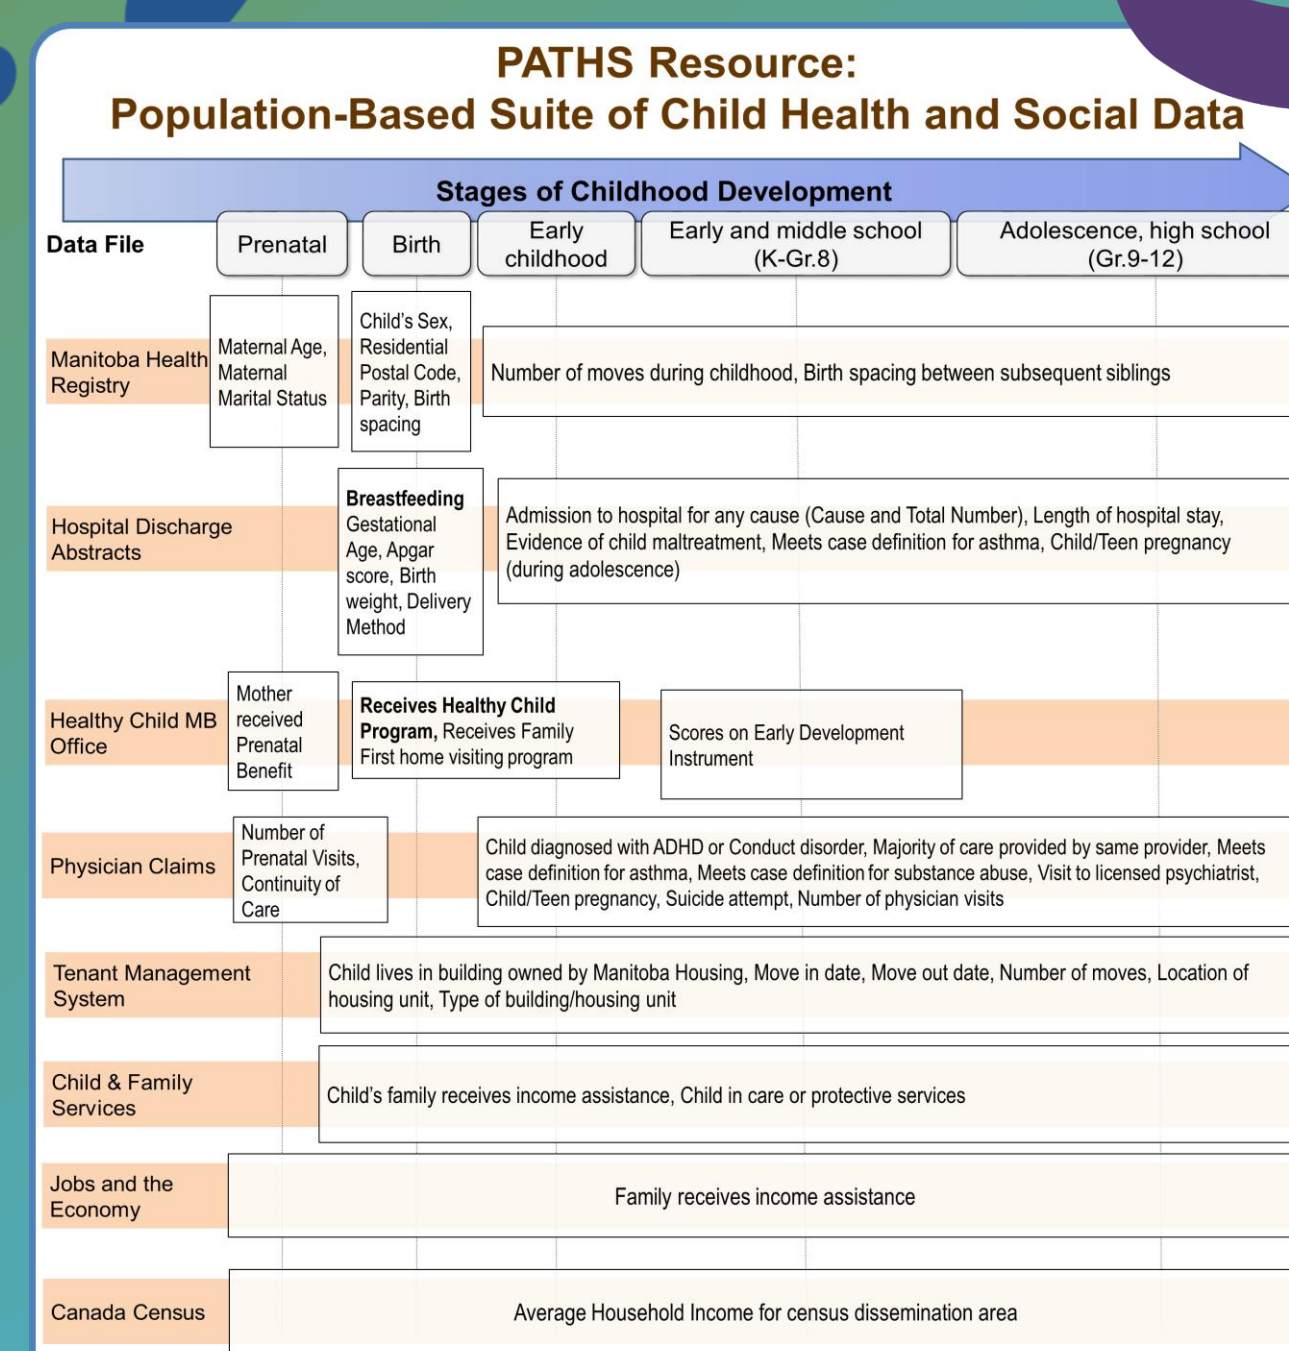 PATHS Resource:
Population-Based Suite of Child Health and Social Data
Stages of Childhood Development
Data File
Prenatal
Birth
Early
childhood
Early and middle school
(K-Gr.8)
Adolescence, high school
(Gr.9-12)
Manitoba Health
Registry
Maternal Age,
Maternal
Marital Status
Child's Sex,
Residential
Postal Code,
Parity, Birth
spacing
Number of moves during childhood, Birth spacing between subsequent siblings
Hospital Discharge
Abstracts
Breastfeeding
Gestational
Age, Apgar
score, Birth
weight, Delivery
Method
Admission to hospital for any cause (Cause and Total Number), Length of hospital stay,
Evidence of child maltreatment, Meets case definition for asthma, Child/Teen pregnancy
(during adolescence)
Healthy Child MB
Office
Mother
received
Prenatal
Benefit
Receives Healthy Child
Program, Receives Family
First home visiting program
Scores on Early Development
Instrument
Physician Claims
Number of
Prenatal Visits,
Continuity of
Care
Child diagnosed with ADHD or Conduct disorder, Majority of care provided by same provider, Meets
case definition for asthma, Meets case definition for substance abuse, Visit to licensed psychiatrist,
Child/Teen pregnancy, Suicide attempt, Number of physician visits
Tenant Management
System
Child lives in building owned by Manitoba Housing, Move in date, Move out date, Number of moves, Location of
housing unit, Type of building/housing unit
Child & Family
Services
Child's family receives income assistance, Child in care or protective services
Jobs and the
Economy
Family receives income assistance
Canada Census
Average Household Income for census dissemination area